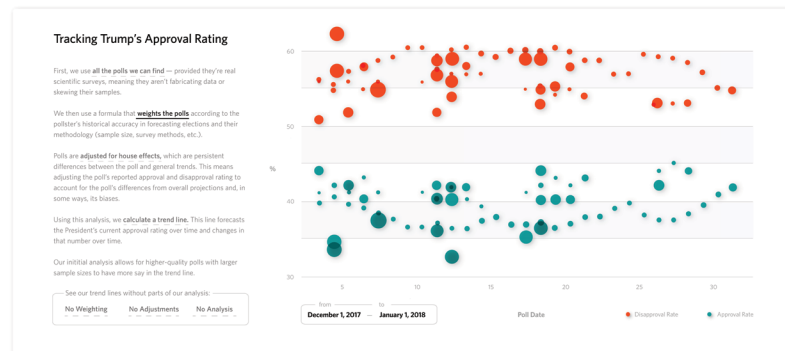 Tracking Trump's Approval Rating
First, we use all the polls we can find — provided they're real
scientific surveys, meaning they aren't fabricating data or
skewing their samples.
We then use a formula that weights the polls according to the
pollster's historical accuracy in forecasting elections and their
methodology (sample size, survey methods, etc.).
Polls are adjusted for house effects, which are persistent
differences between the poll and general trends. This means
adjusting the poll's reported approval and disapproval rating to
account for the poll's differences from overall projections and, in
some ways, its biases.
Using this analysis, we calculate a trend line. This line forecasts
the President's current approval rating over time and changes in
that number over time.
Our inititial analysis allows for higher-quality polls with larger
sample sizes to have more say in the trend line.
See our trend lines without parts of our analysis:
No Weighting No Adjustments No Analysis
60
50
%
40
30
5 10 15 20 25 30
from to
December 1, 2017 — January 1, 2018
Poll Date
Disapproval Rate Approval Rate